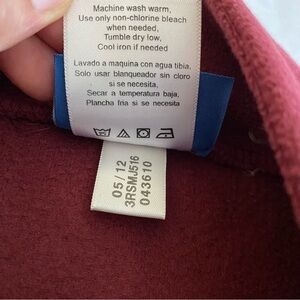 Machine wash warm,
Use only non-chlorine bleach
when needed,
Tumble dry low,
Cool iron if needed
Lavado a maquina con agua tibia.
Solo usar blanqueador sin cloro
si se necesita,
Secar a temperatura baja,
Plancha fria si se necesita.
05/12
3RSMJ516
043610